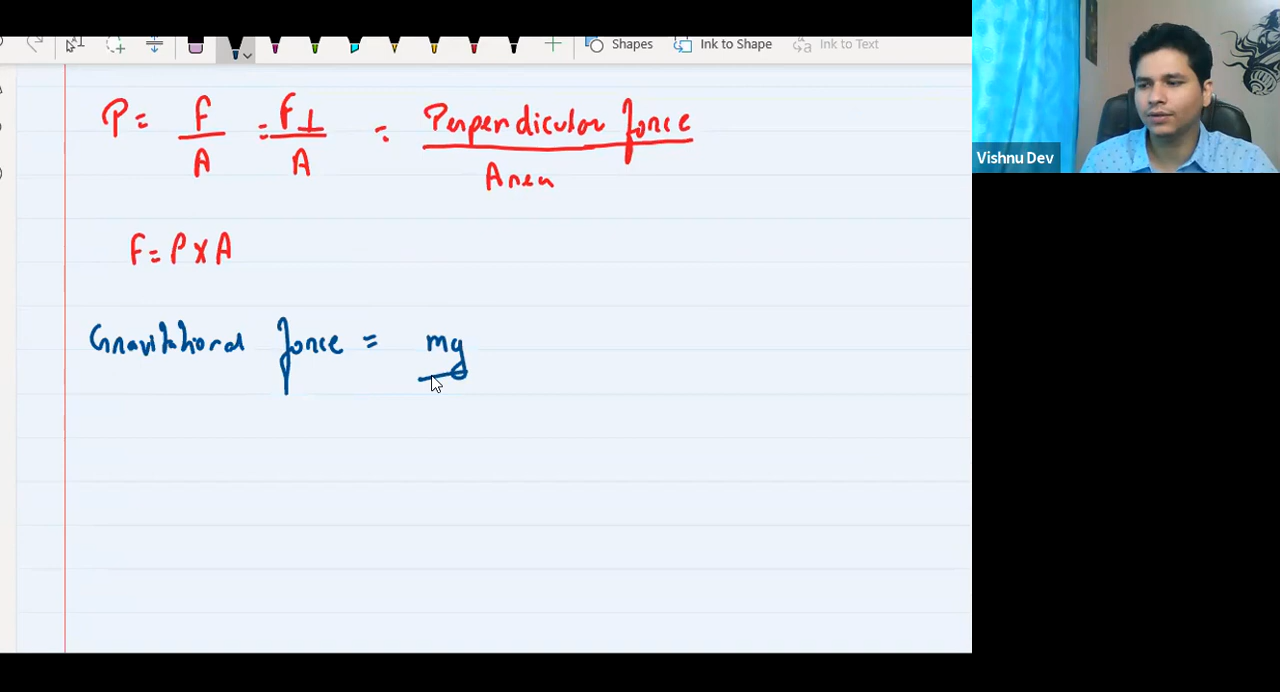 Shapes Ink to Shape Ink to Text
P = F/A = F⊥/A = Perpendicular force/Area
F = P x A
Gravitational force = mg
Vishnu Dev